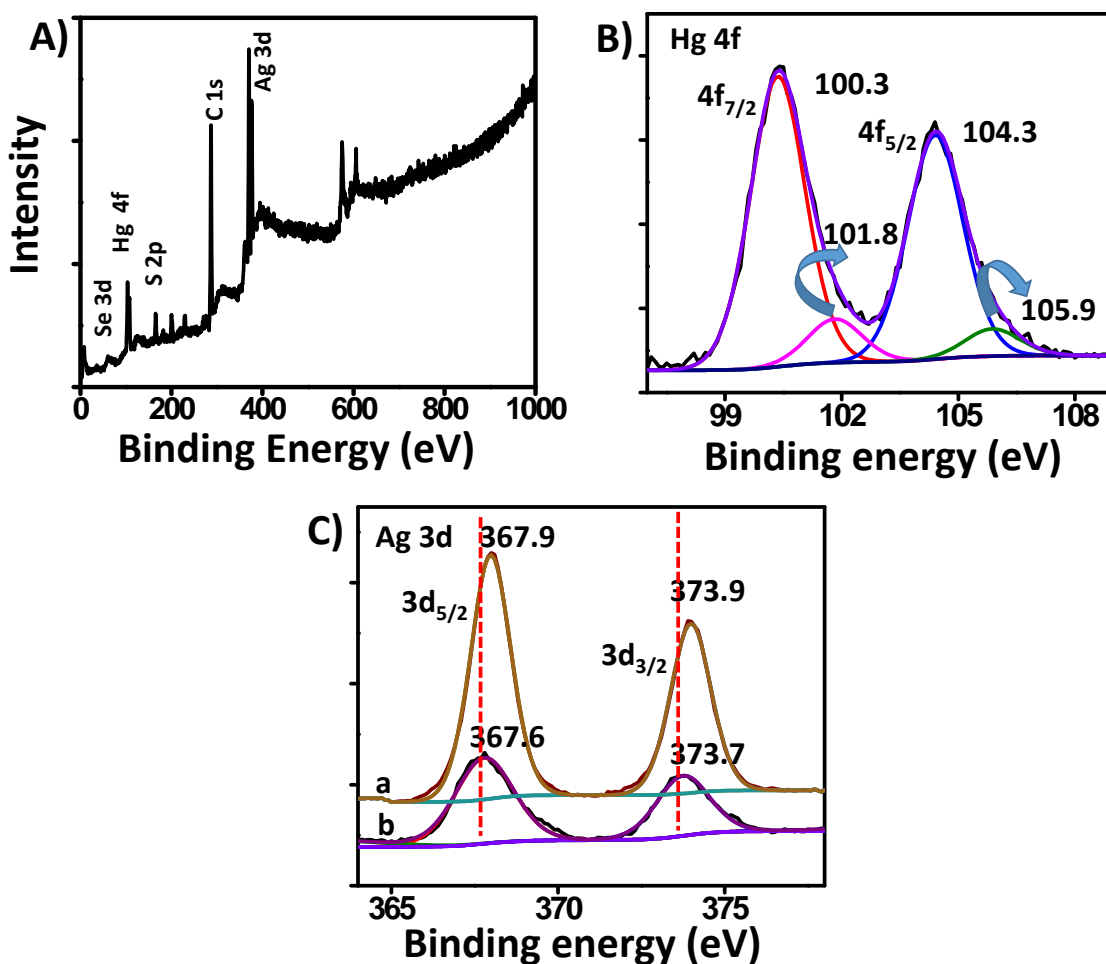 A)
Intensity
Se 3d
Hg 4f
S 2p
C 1s
Ag 3d
0 200 400 600 800 1000
Binding Energy (eV)
B)
Hg 4f
4f7/2
100.3
4f5/2
104.3
101.8
105.9
99 102 105 108
Binding energy (eV)
C)
Ag 3d
367.9
3d5/2
373.9
3d3/2
367.6
373.7
a
b
365 370 375
Binding energy (eV)